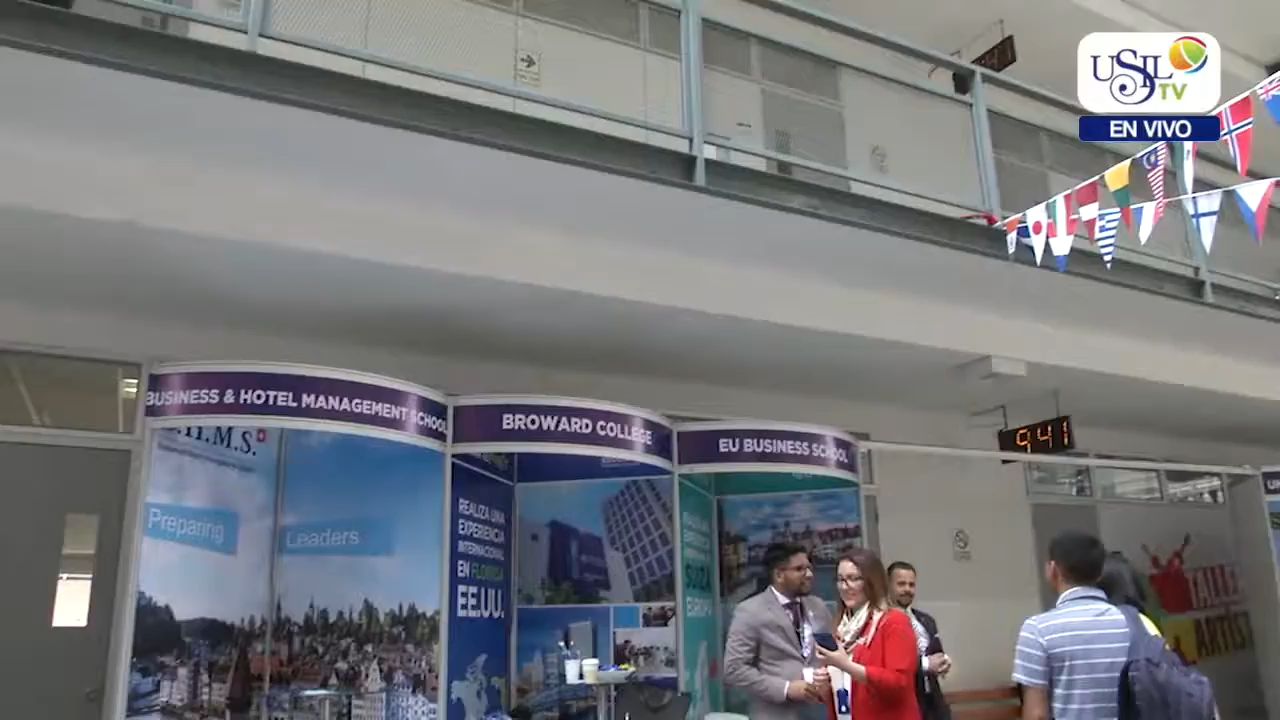 USIL
TV
EN VIVO
BUSINESS & HOTEL MANAGEMENT SCHOOL
BROWARD COLLEGE
EU BUSINESS SCHOOL
H.M.S.
Preparing
Leaders
REALIZA UNA
EXPERIENCIA
INTERNACIONAL
EN FLORIDA
EE.UU.
SUIZA
9:41
TALLER
ARTIST